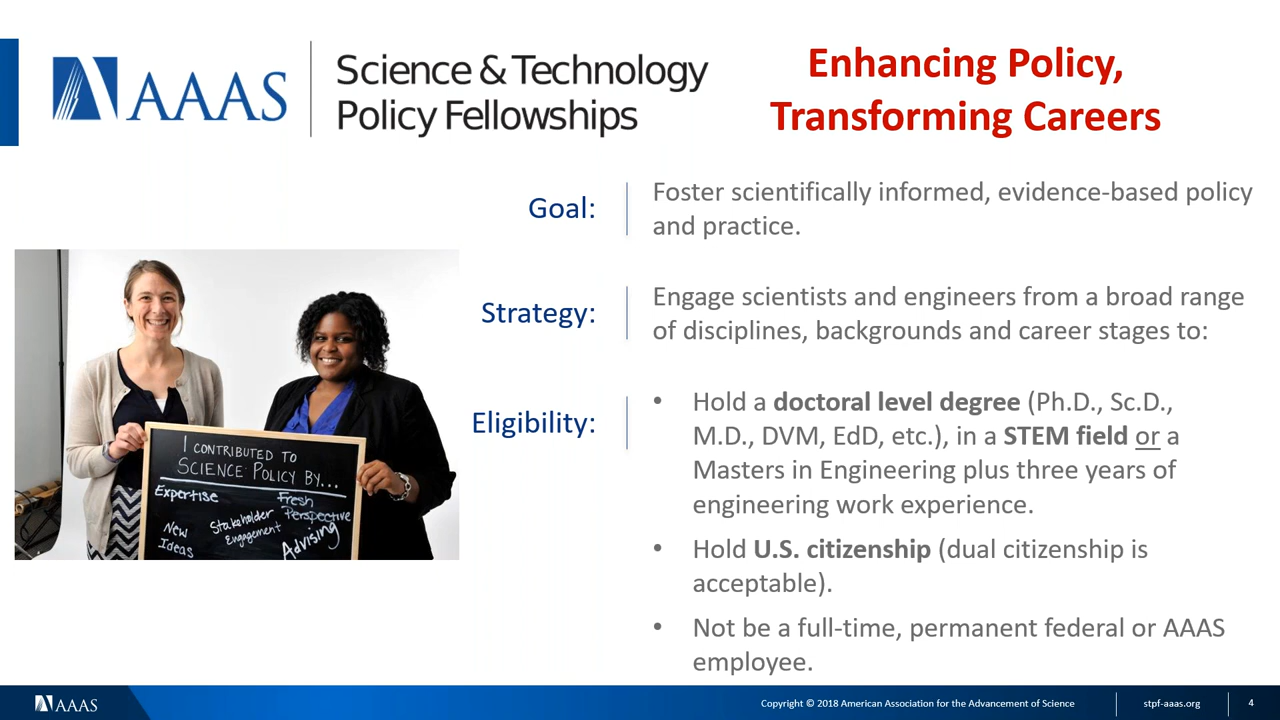 AAAS
Science & Technology
Policy Fellowships
Enhancing Policy,
Transforming Careers
Goal:
Foster scientifically informed, evidence-based policy
and practice.
Strategy:
Engage scientists and engineers from a broad range
of disciplines, backgrounds and career stages to:
Eligibility:
• Hold a doctoral level degree (Ph.D., Sc.D.,
M.D., DVM, EdD, etc.), in a STEM field or a
Masters in Engineering plus three years of
engineering work experience.
• Hold U.S. citizenship (dual citizenship is
acceptable).
• Not be a full-time, permanent federal or AAAS
employee.
I CONTRIBUTED TO
SCIENCE POLICY BY...
Expertise
Fresh
Perspective
New
Ideas
Stakeholder
Engagement
Advising
AAAS
Copyright © 2018 American Association for the Advancement of Science
stpf-aaas.org
4